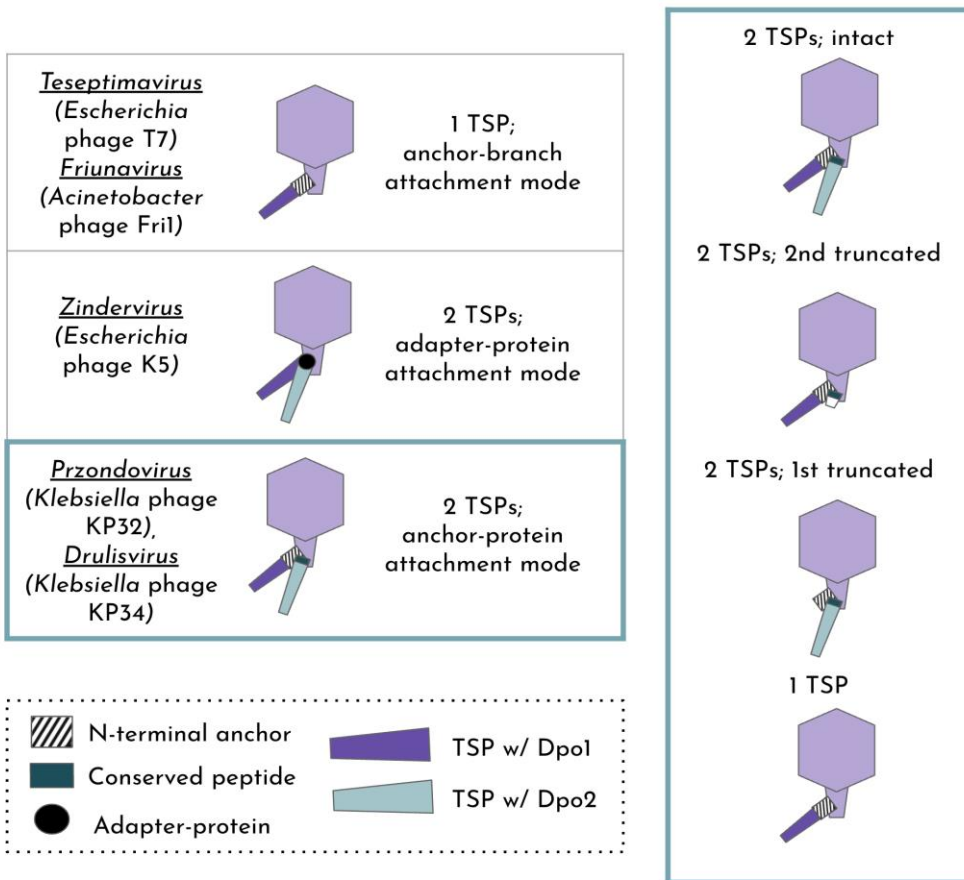 Teseptimavirus
(Escherichia
phage T7)
Friunavirus
(Acinetobacter
phage Fri1)
1 TSP;
anchor-branch
attachment mode
Zindervirus
(Escherichia
phage K5)
2 TSPs;
adapter-protein
attachment mode
Przondovirus
(Klebsiella phage
KP32),
Drulisvirus
(Klebsiella phage
KP34)
2 TSPs;
anchor-protein
attachment mode
N-terminal anchor
Conserved peptide
Adapter-protein
TSP w/ Dpo1
TSP w/ Dpo2
2 TSPs; intact
2 TSPs; 2nd truncated
2 TSPs; 1st truncated
1 TSP